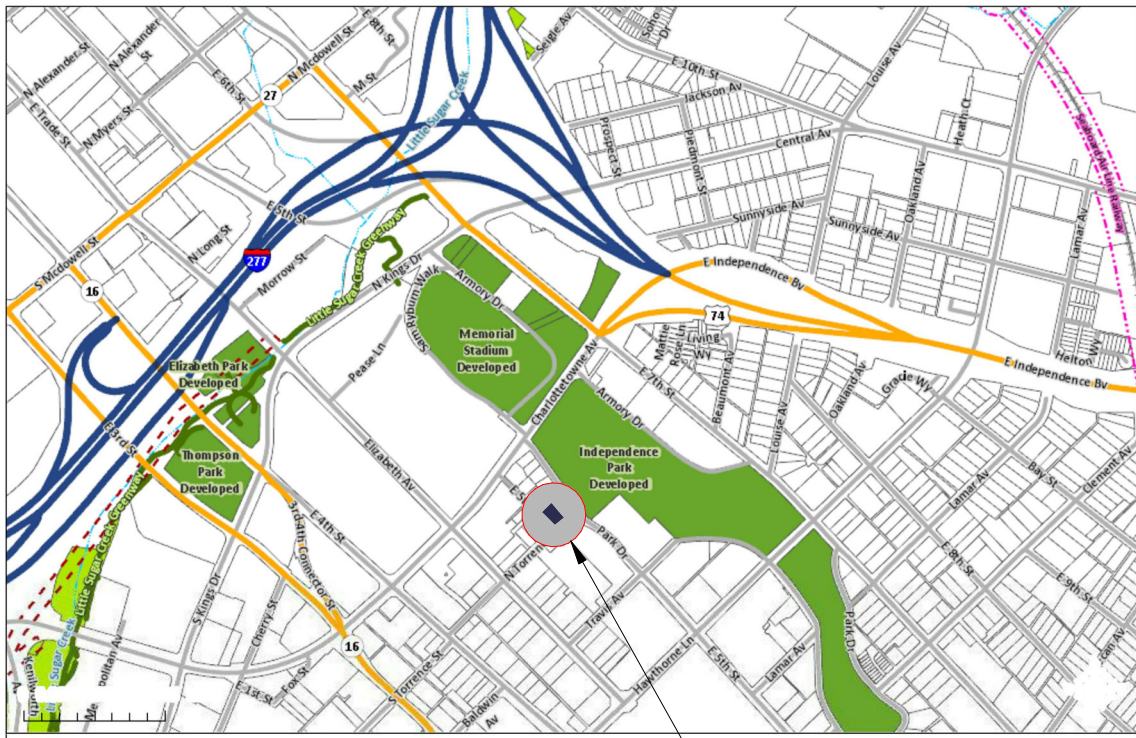 N Alexander St
N Alexander St
E 8th St
N Mcdowell St
M St
E 6th St
27
E Trade St
N Myers St
Little Sugar Creek
Seigle Av
Soho Dr
E 10th St
Louise Av
Jackson Av
Heath Ct
Prospect St
Piedmont St
Central Av
Seaboard Air Line Railway
E 5th St
N Long St
Sunnyside Av
Sunnyside Av
Oakland Av
Lamar Av
S Mcdowell St
277
Morrow St
N Kings Dr
Little Sugar Creek Greenway
Sam Ryburn Walk
Armory Dr
E Independence Bv
16
74
Memorial
Stadium
Developed
Mattie
Rose Ln
Living
Wy
Helton
Wy
E Independence Bv
Pease Ln
Elizabeth Park
Developed
Charlottetowne Av
E 7th St
Beaumont Av
Louise Av
Oakland Av
Gracie Wy
Armory Dr
E 3rd St
Thompson
Park
Developed
Elizabeth Av
Independence
Park
Developed
Lamar Av
Bay St
Clement Av
E 4th St
3rd 4th Connector St
Little Sugar Creek Greenway
Park Dr
N Torren
E 8th St
E 9th St
S Kings Dr
Cherry St
Travis Av
Park Dr
16
Hawthorne Ln
E 5th St
Lamar Av
E 1st St
Fox St
S Torrence St
Baldwin
Av
Kenilworth